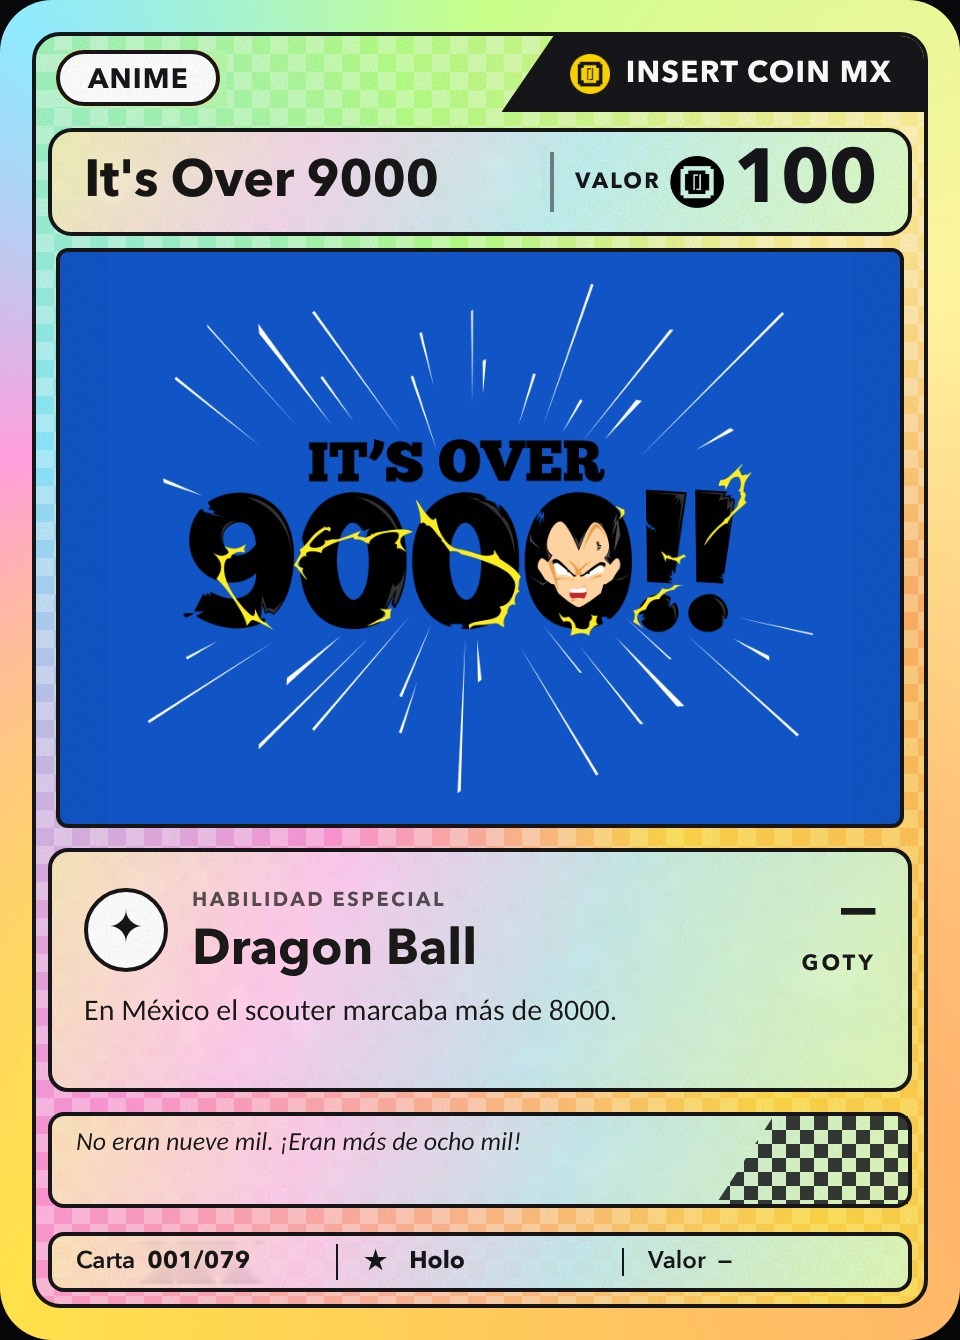 ANIME
INSERT COIN MX
It's Over 9000
VALOR 100
IT'S OVER
9000!!
HABILIDAD ESPECIAL
Dragon Ball
–
GOTY
En México el scouter marcaba más de 8000.
No eran nueve mil. ¡Eran más de ocho mil!
Carta 001/079
★ Holo
Valor –